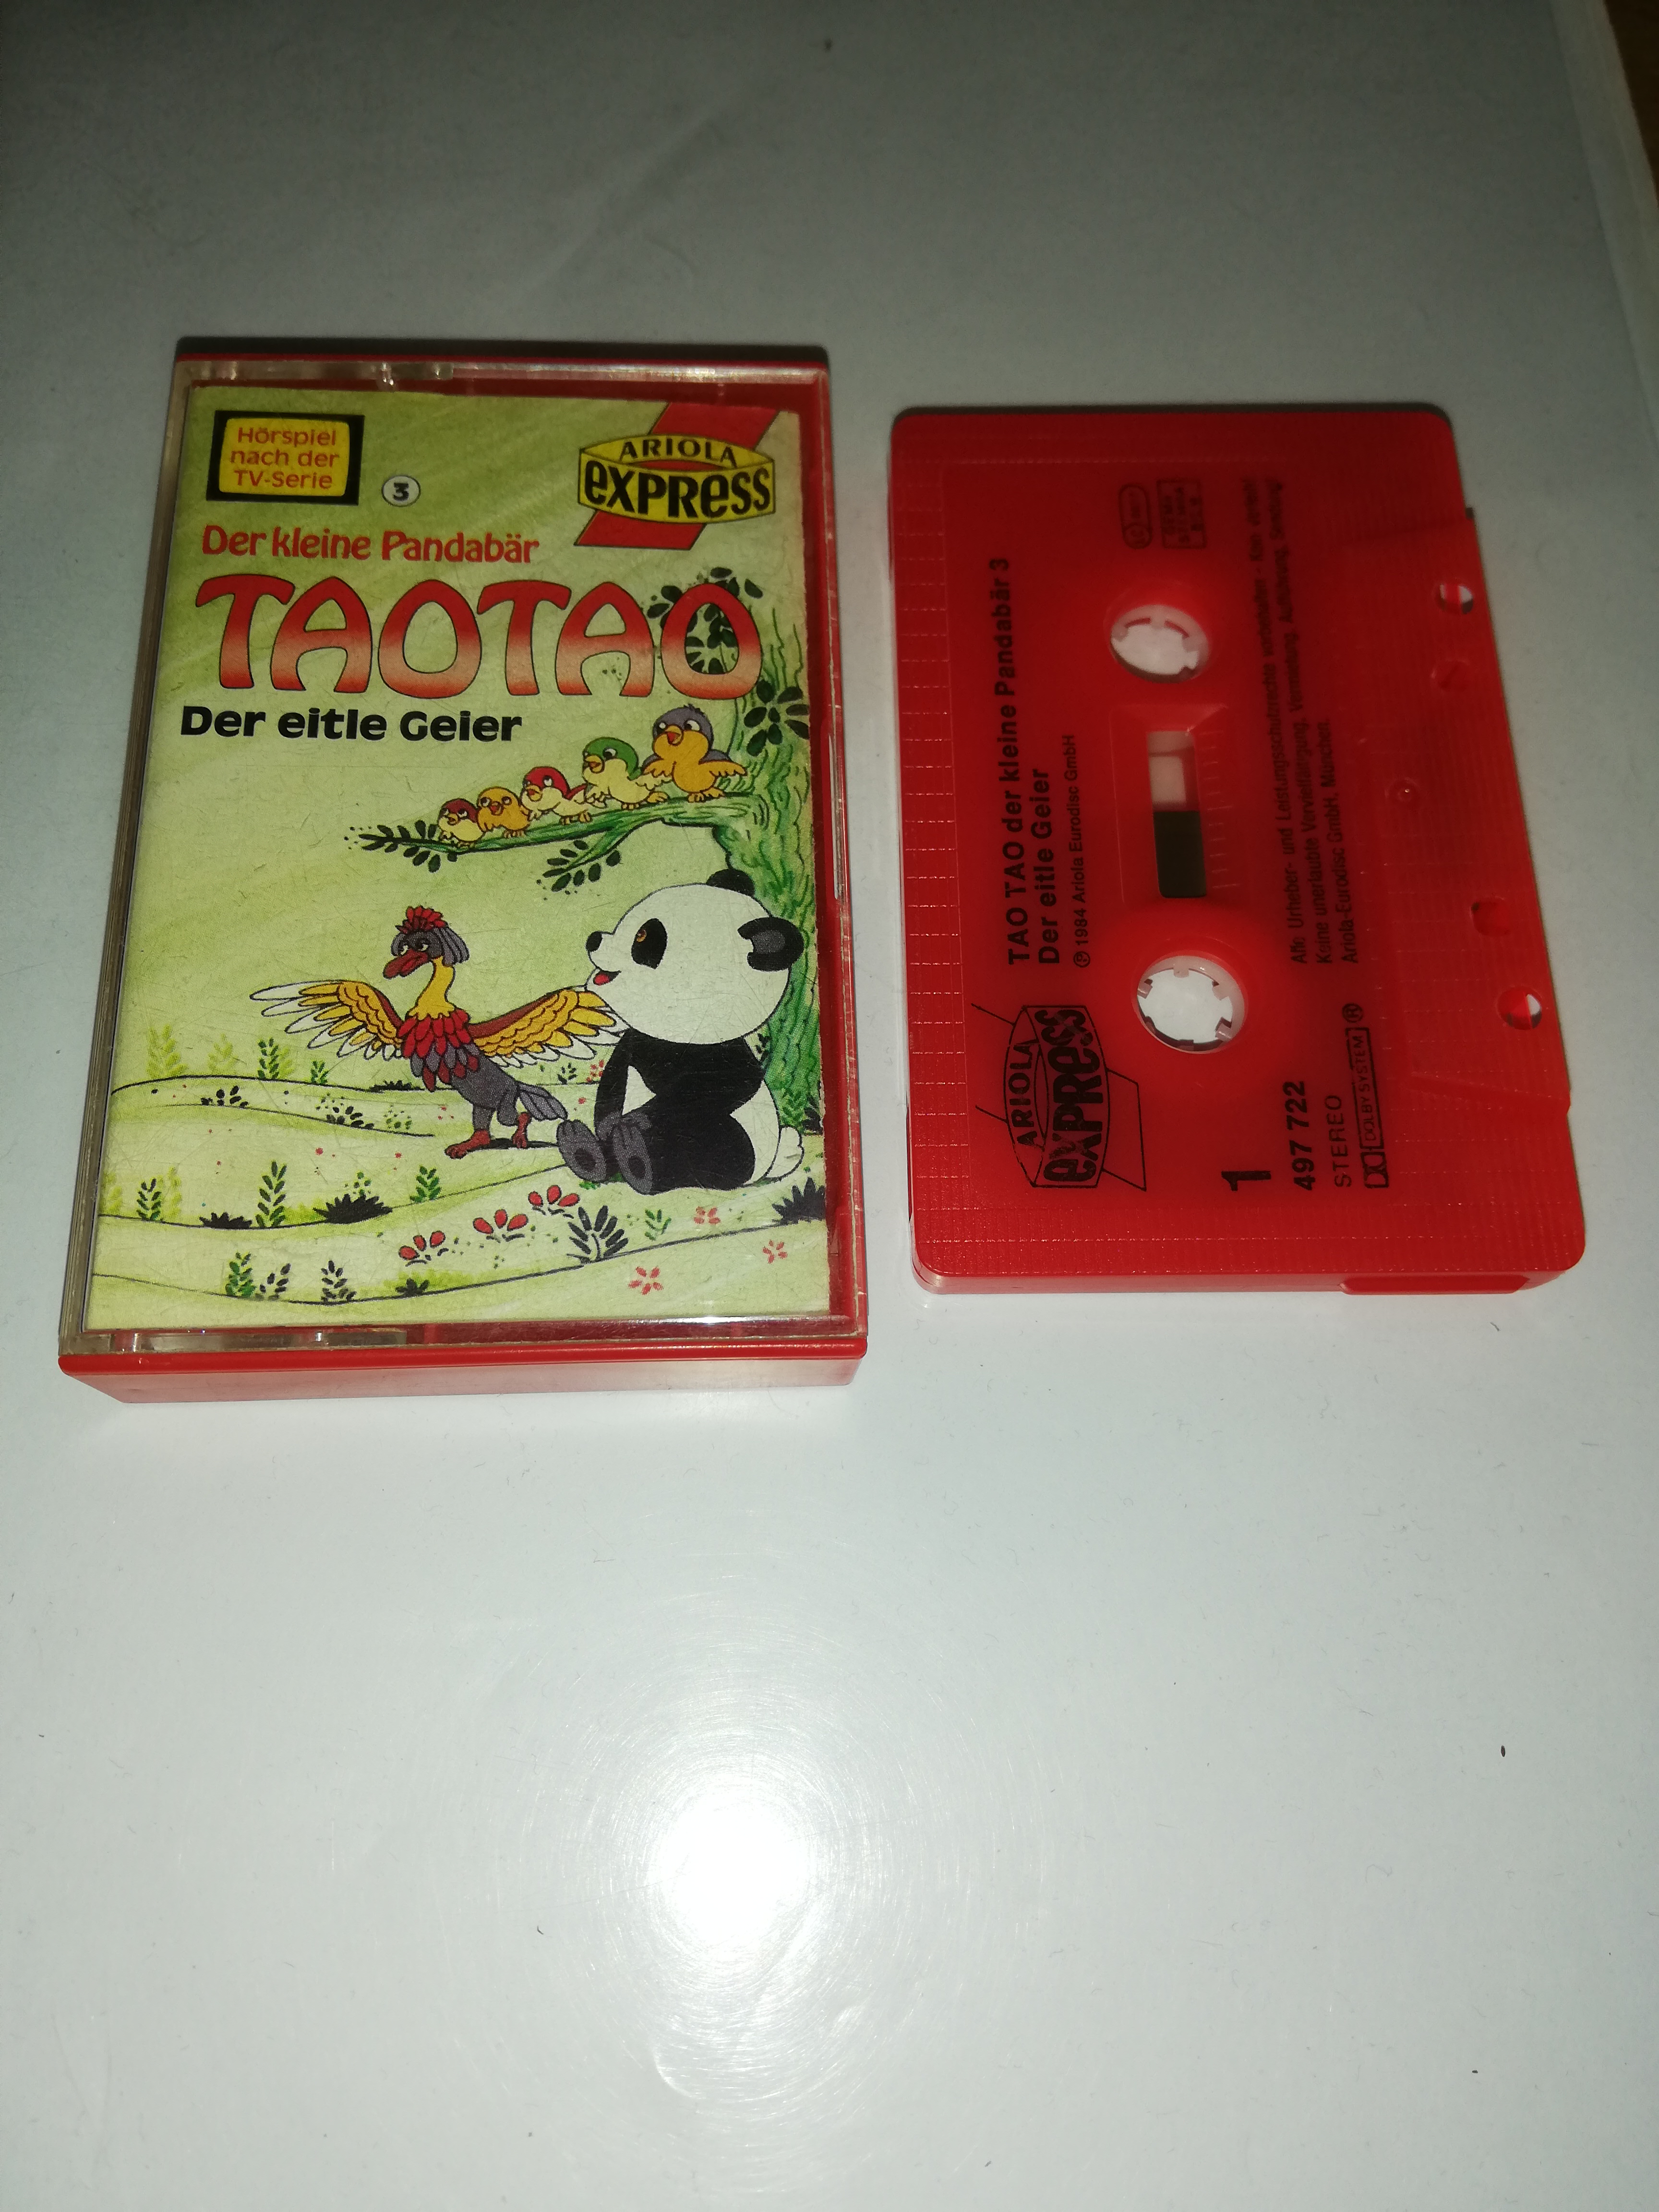 Hörspiel
nach der
TV-Serie
3
ARIOLA
express
Der kleine Pandabär
TAOTAO
Der eitle Geier
TAO TAO der kleine Pandabär 3
Der eitle Geier
℗ 1984 Ariola Eurodisc GmbH
ARIOLA
express
1
497 722
STEREO
DOLBY SYSTEM ®
Alle Urheber- und Leistungsschutzrechte vorbehalten - Kein Verleih!
Keine unerlaubte Vervielfältigung, Vermietung, Aufführung, Sendung!
Ariola-Eurodisc GmbH. München.